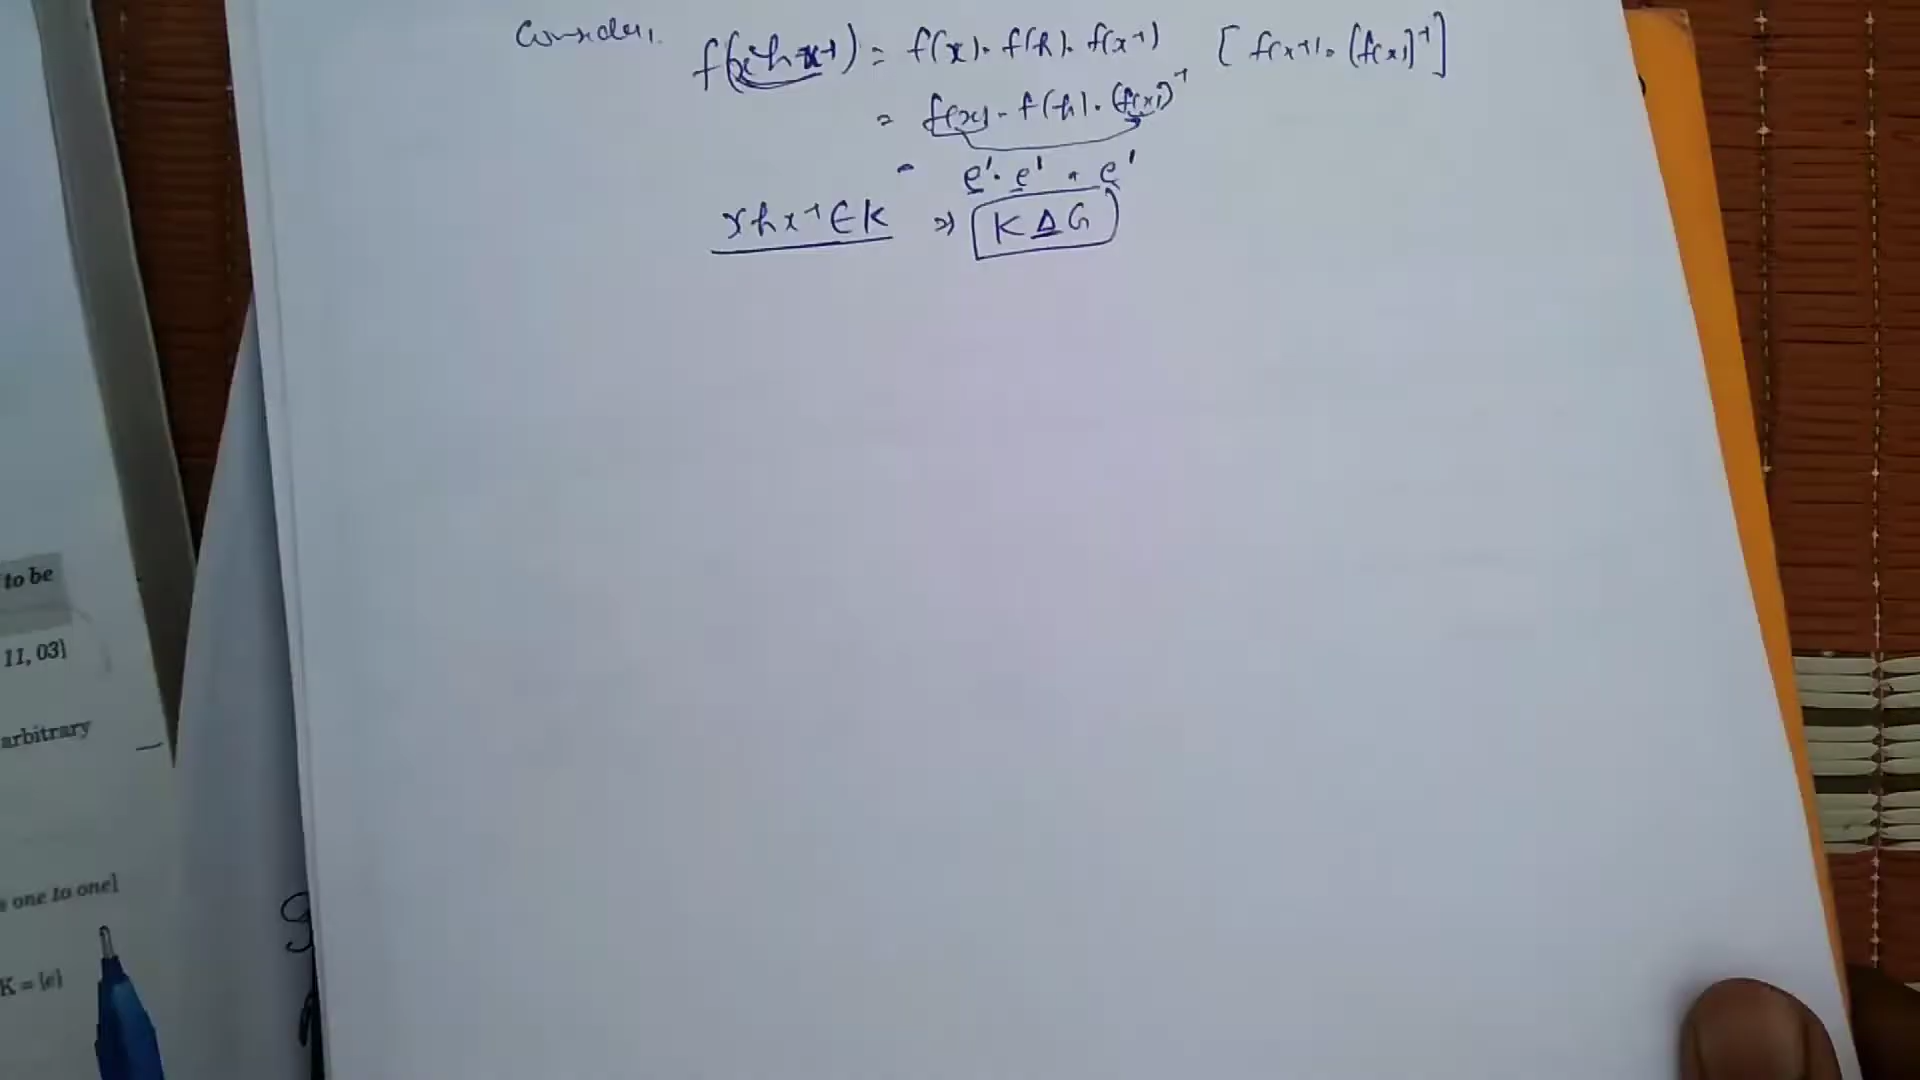 Consider,
f(xhx⁻¹) = f(x). f(h). f(x⁻¹) [f(x⁻¹) = (f(x))⁻¹]
= f(x) . f(h) . (f(x))⁻¹
= e'. e' . e'
xhx⁻¹ ∈ K ⇒ K Δ G
to be
11, 03}
arbitrary
one to one]
K = {e}